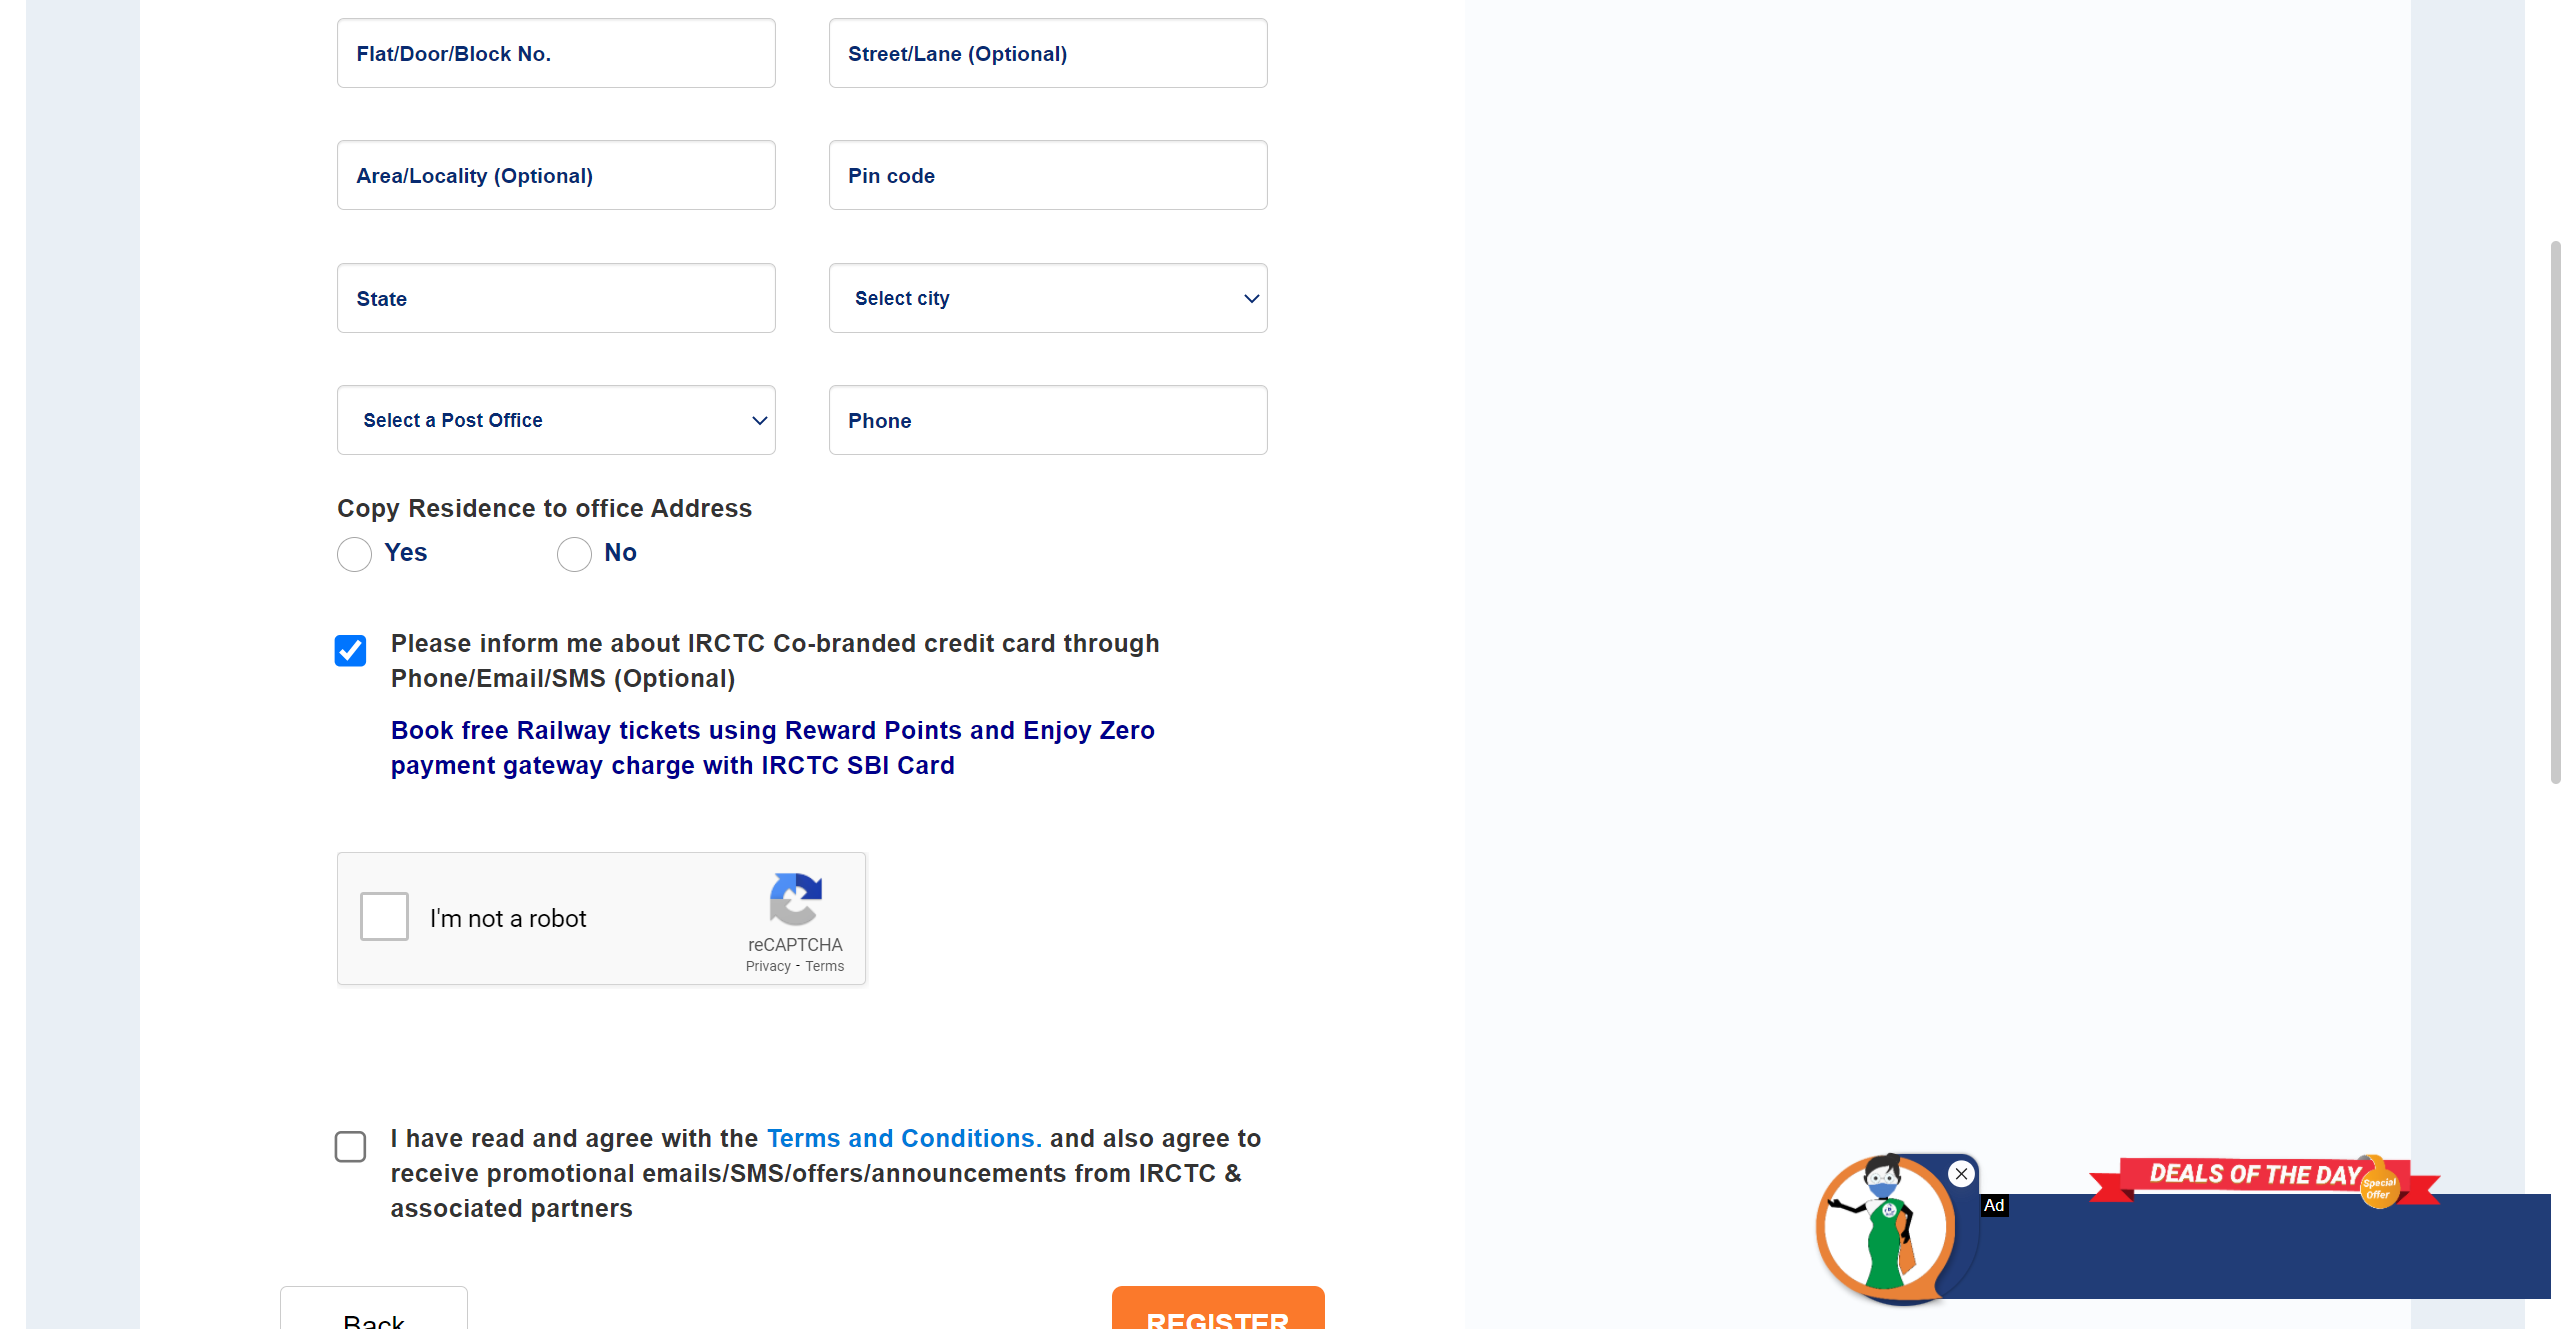 Flat/Door/Block No.
Street/Lane (Optional)
Area/Locality (Optional)
Pin code
State
Select city
Select a Post Office
Phone
Copy Residence to office Address
Yes
No
Please inform me about IRCTC Co-branded credit card through
Phone/Email/SMS (Optional)
Book free Railway tickets using Reward Points and Enjoy Zero
payment gateway charge with IRCTC SBI Card
I'm not a robot
reCAPTCHA
Privacy - Terms
I have read and agree with the Terms and Conditions. and also agree to
receive promotional emails/SMS/offers/announcements from IRCTC &
associated partners
Back
REGISTER
DEALS OF THE DAY
Special
Offer
Ad